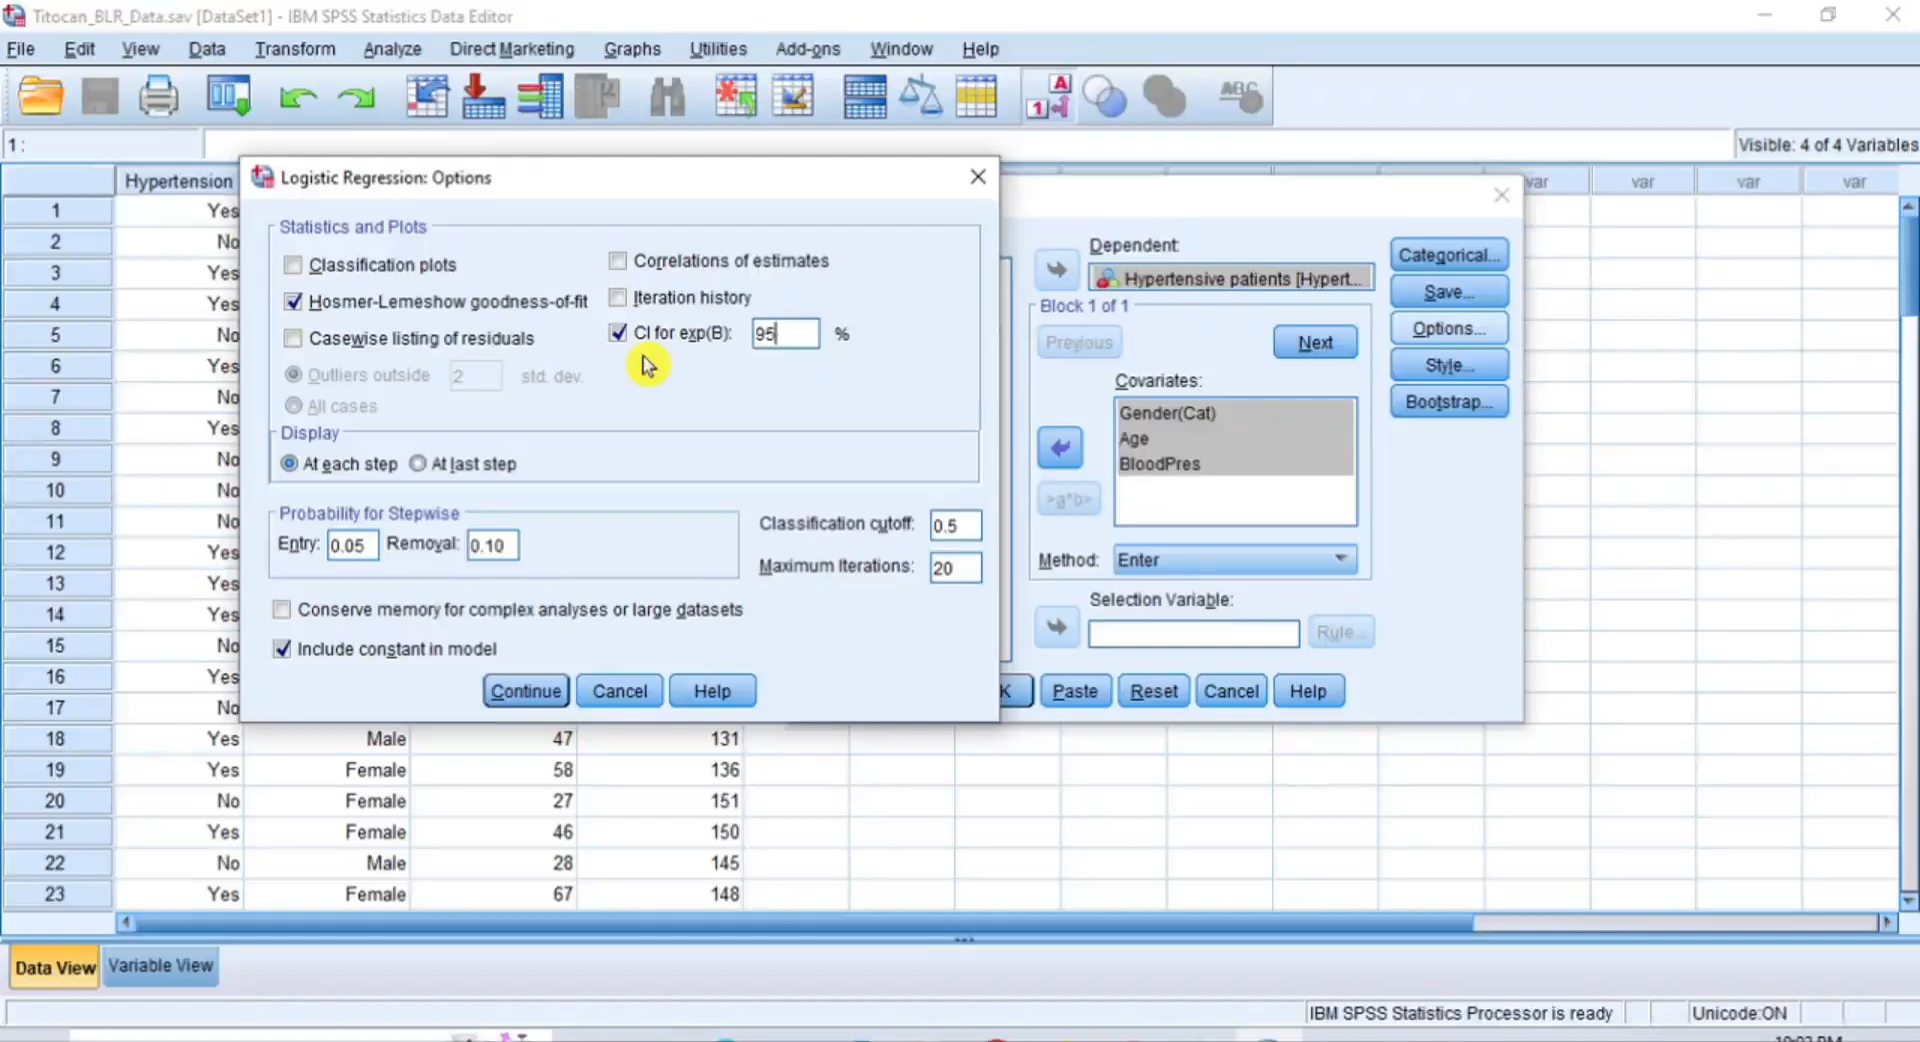 Titocan_BLR_Data.sav [DataSet1] - IBM SPSS Statistics Data Editor
File Edit View Data Transform Analyze Direct Marketing Graphs Utilities Add-ons Window Help
A
1
ABC
1 :
Visible: 4 of 4 Variables
Hypertension
var var var var
Logistic Regression: Options
Statistics and Plots
Classification plots
Correlations of estimates
Hosmer-Lemeshow goodness-of-fit
Iteration history
Casewise listing of residuals
CI for exp(B): 95 %
Outliers outside 2 std. dev.
All cases
Display
At each step At last step
Probability for Stepwise
Entry: 0.05 Removal: 0.10
Classification cutoff: 0.5
Maximum Iterations: 20
Conserve memory for complex analyses or large datasets
Include constant in model
Continue Cancel Help
Dependent:
Hypertensive patients [Hypert...
Block 1 of 1
Previous Next
Covariates:
Gender(Cat)
Age
BloodPres
>a*b>
Method: Enter
Selection Variable:
Rule...
K Paste Reset Cancel Help
Categorical...
Save...
Options...
Style...
Bootstrap...
1 Yes
2 No
3 Yes
4 Yes
5 No
6 Yes
7 No
8 Yes
9 No
10 No
11 No
12 Yes
13 No
14 Yes
15 No
16 Yes
17 No
18 Yes Male 47 131
19 Yes Female 58 136
20 No Female 27 151
21 Yes Female 46 150
22 No Male 28 145
23 Yes Female 67 148
Data View Variable View
IBM SPSS Statistics Processor is ready Unicode:ON